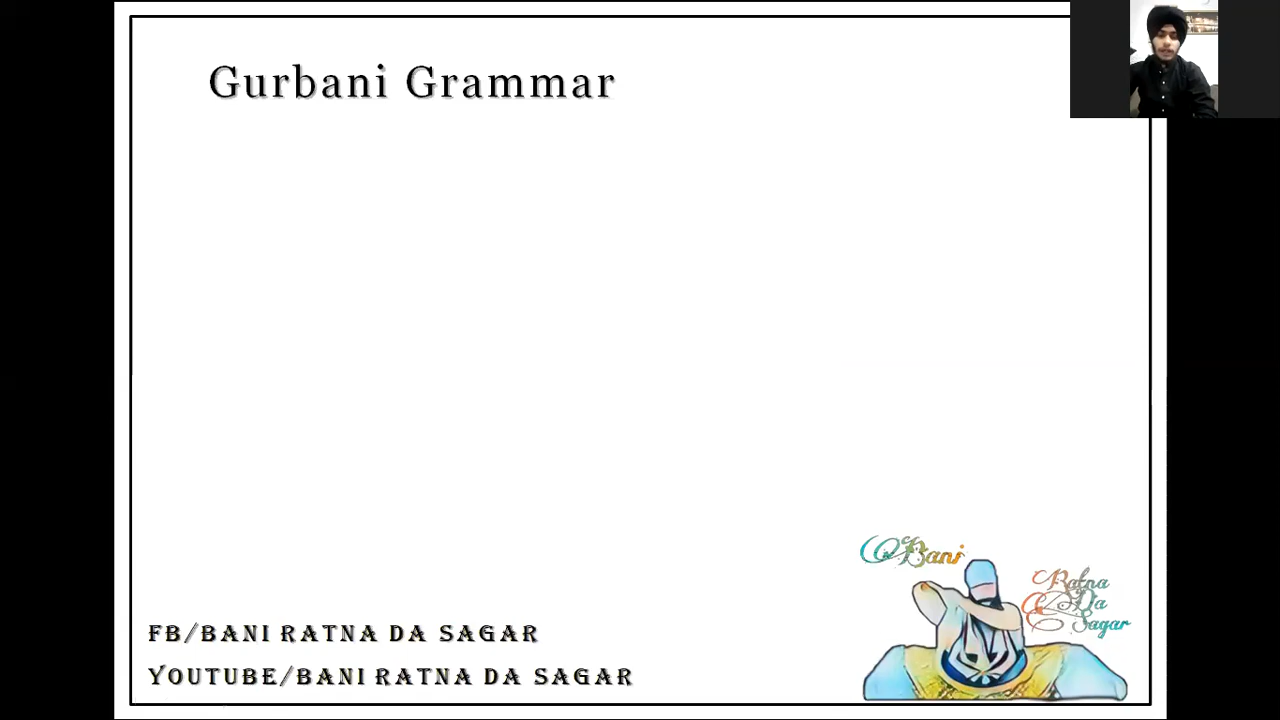 Gurbani Grammar
Bani
Ratna
Da
Sagar
FB/BANI RATNA DA SAGAR
YOUTUBE/BANI RATNA DA SAGAR